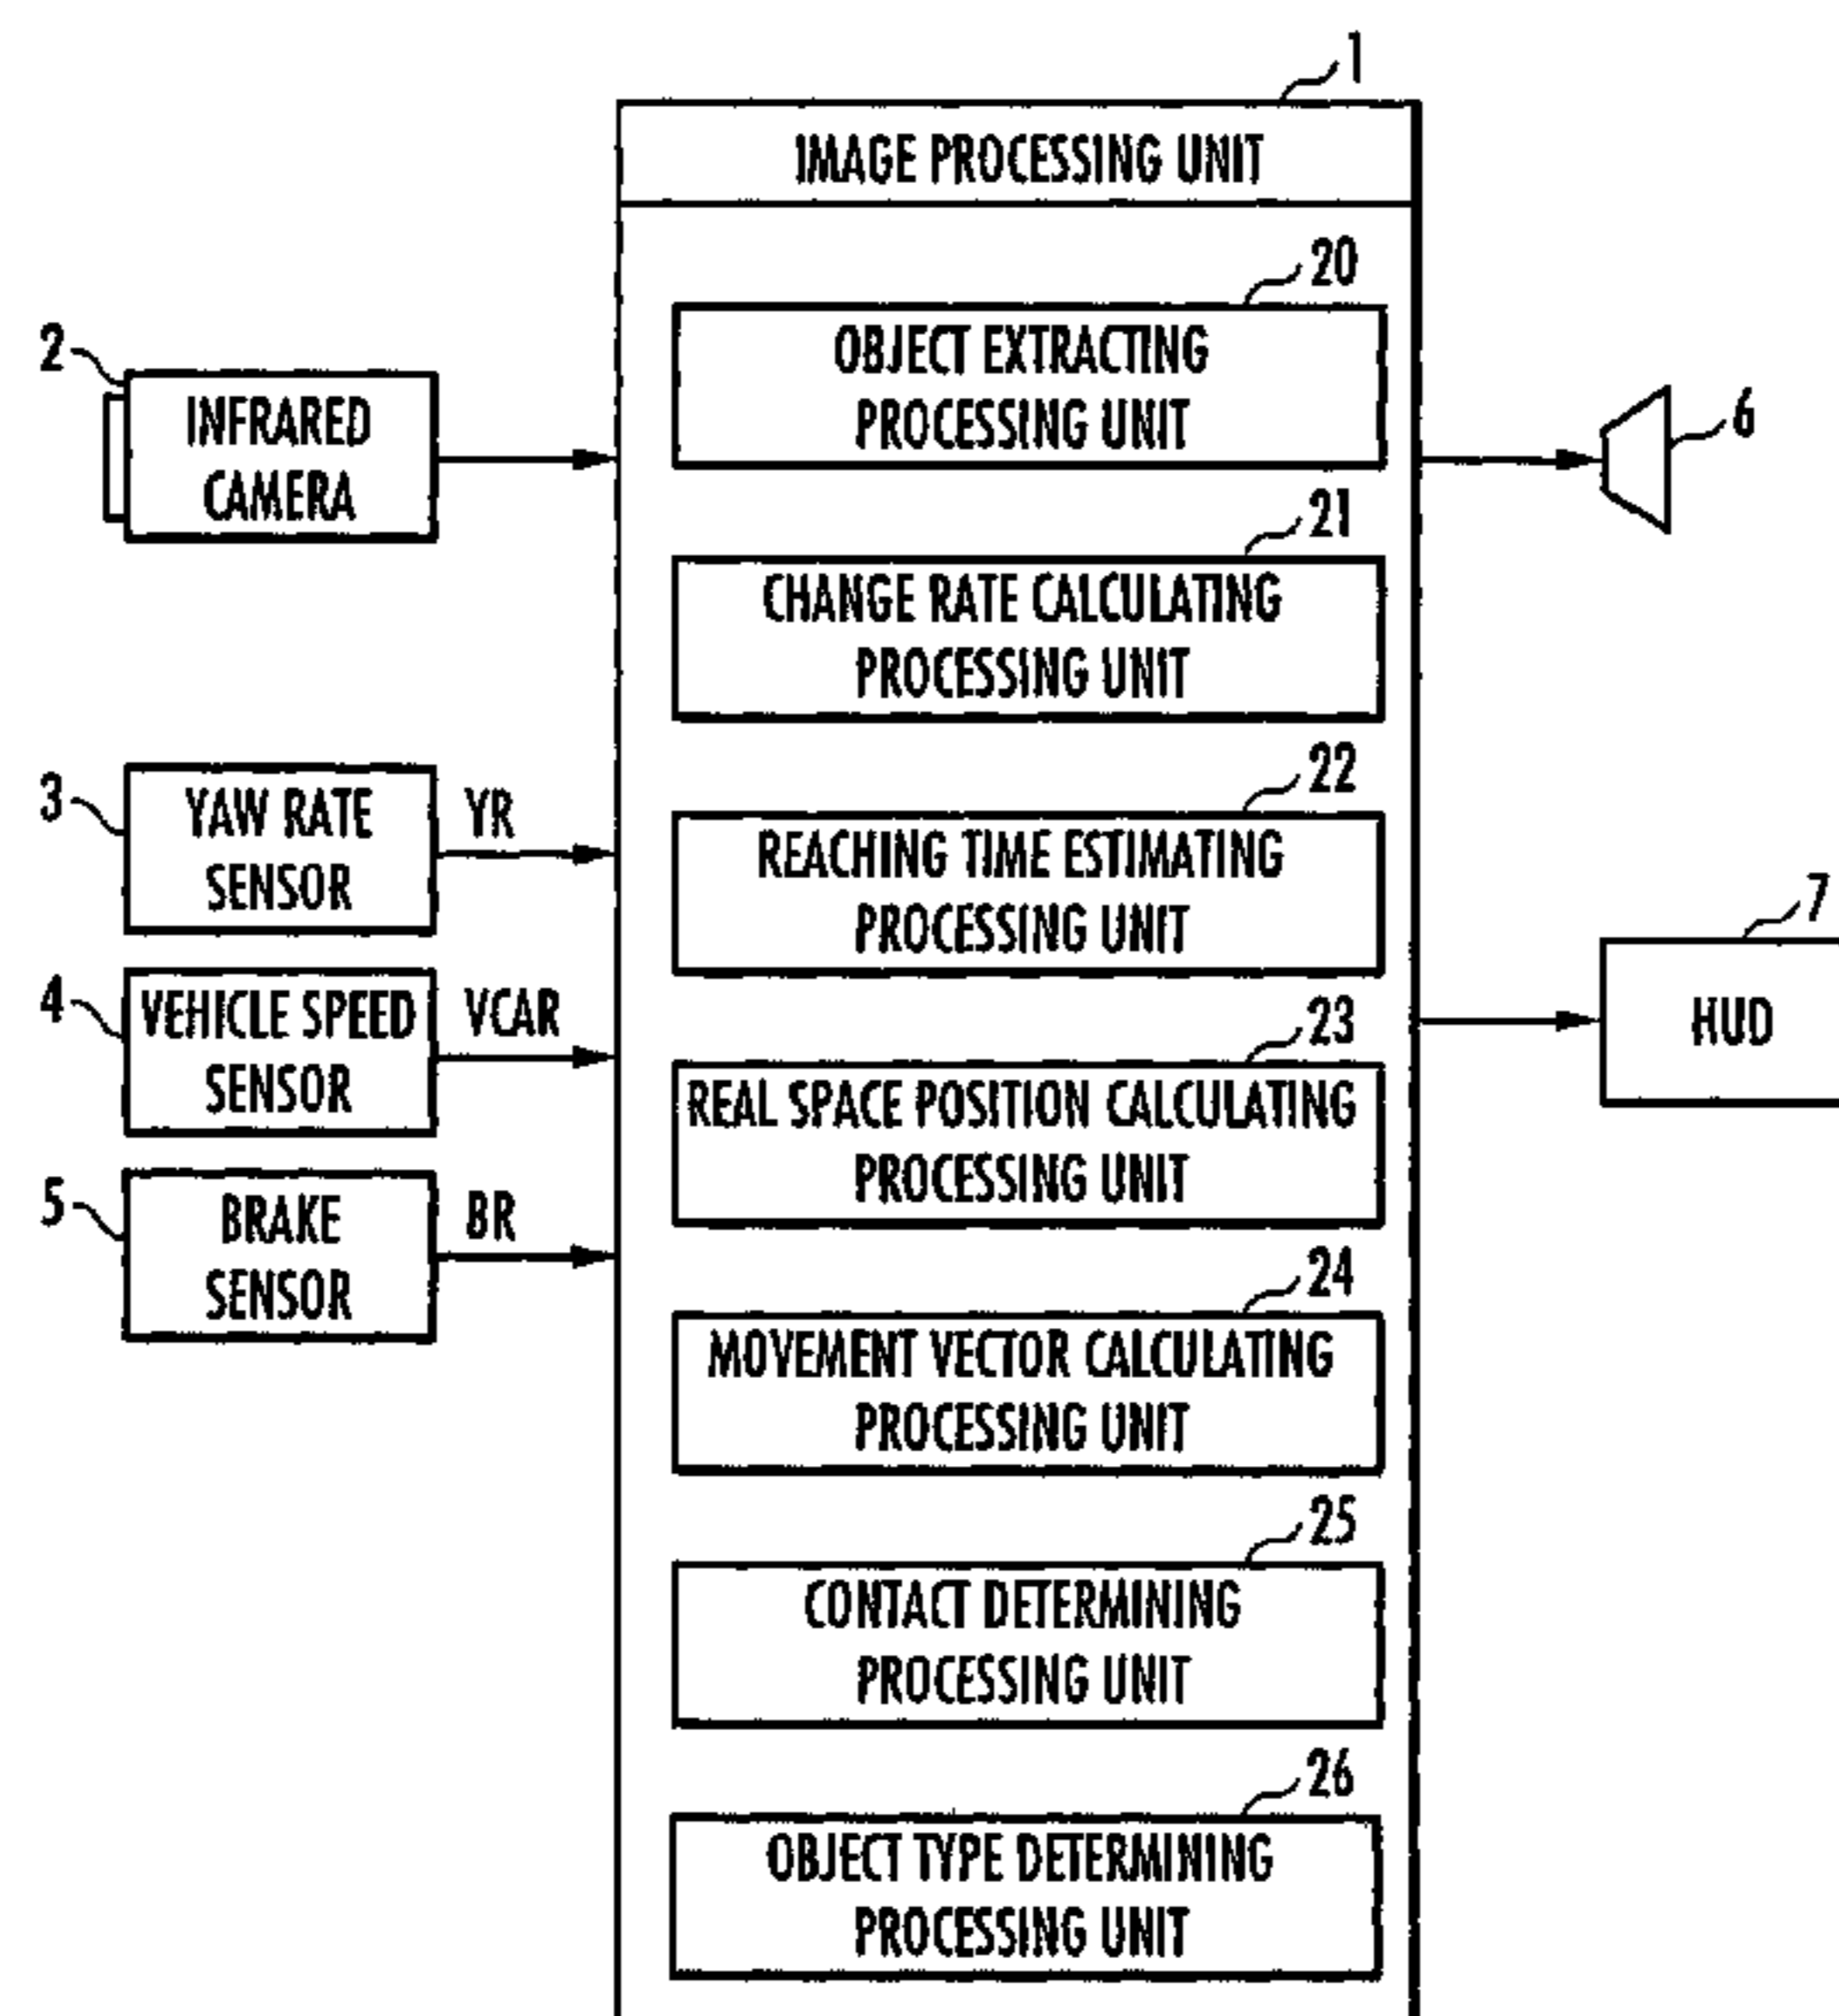 1
IMAGE PROCESSING UNIT
20
OBJECT EXTRACTING
PROCESSING UNIT
2
INFRARED
CAMERA
6
21
CHANGE RATE CALCULATING
PROCESSING UNIT
22
REACHING TIME ESTIMATING
PROCESSING UNIT
3
YAW RATE
SENSOR
YR
7
HUD
4
VEHICLE SPEED
SENSOR
VCAR
23
REAL SPACE POSITION CALCULATING
PROCESSING UNIT
5
BRAKE
SENSOR
BR
24
MOVEMENT VECTOR CALCULATING
PROCESSING UNIT
25
CONTACT DETERMINING
PROCESSING UNIT
26
OBJECT TYPE DETERMINING
PROCESSING UNIT